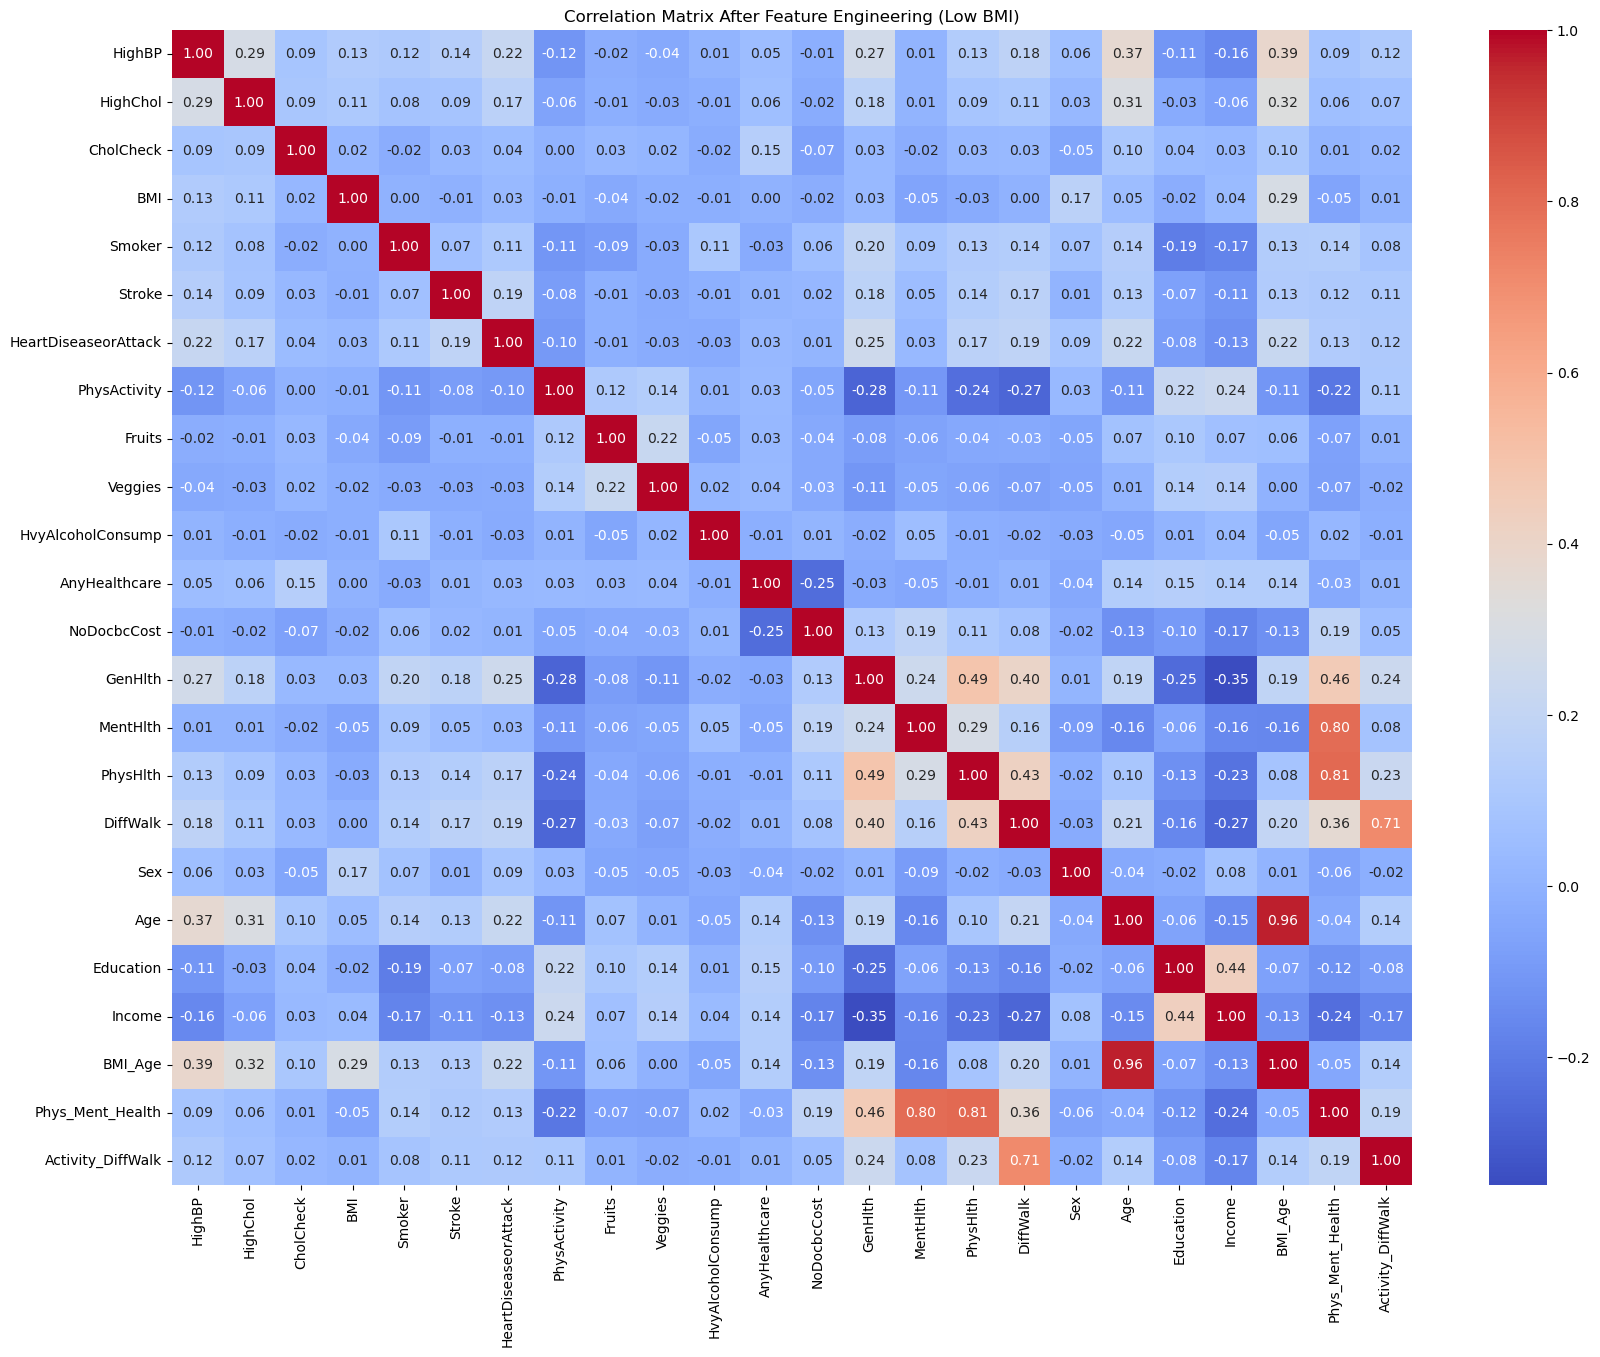 Correlation Matrix After Feature Engineering (Low BMI)
HighBP 1.00 0.29 0.09 0.13 0.12 0.14 0.22 -0.12 -0.02 -0.04 0.01 0.05 -0.01 0.27 0.01 0.13 0.18 0.06 0.37 -0.11 -0.16 0.39 0.09 0.12
HighChol 0.29 1.00 0.09 0.11 0.08 0.09 0.17 -0.06 -0.01 -0.03 -0.01 0.06 -0.02 0.18 0.01 0.09 0.11 0.03 0.31 -0.03 -0.06 0.32 0.06 0.07
CholCheck 0.09 0.09 1.00 0.02 -0.02 0.03 0.04 0.00 0.03 0.02 -0.02 0.15 -0.07 0.03 -0.02 0.03 0.03 -0.05 0.10 0.04 0.03 0.10 0.01 0.02
BMI 0.13 0.11 0.02 1.00 0.00 -0.01 0.03 -0.01 -0.04 -0.02 -0.01 0.00 -0.02 0.03 -0.05 -0.03 0.00 0.17 0.05 -0.02 0.04 0.29 -0.05 0.01
Smoker 0.12 0.08 -0.02 0.00 1.00 0.07 0.11 -0.11 -0.09 -0.03 0.11 -0.03 0.06 0.20 0.09 0.13 0.14 0.07 0.14 -0.19 -0.17 0.13 0.14 0.08
Stroke 0.14 0.09 0.03 -0.01 0.07 1.00 0.19 -0.08 -0.01 -0.03 -0.01 0.01 0.02 0.18 0.05 0.14 0.17 0.01 0.13 -0.07 -0.11 0.13 0.12 0.11
HeartDiseaseorAttack 0.22 0.17 0.04 0.03 0.11 0.19 1.00 -0.10 -0.01 -0.03 -0.03 0.03 0.01 0.25 0.03 0.17 0.19 0.09 0.22 -0.08 -0.13 0.22 0.13 0.12
PhysActivity -0.12 -0.06 0.00 -0.01 -0.11 -0.08 -0.10 1.00 0.12 0.14 0.01 0.03 -0.05 -0.28 -0.11 -0.24 -0.27 0.03 -0.11 0.22 0.24 -0.11 -0.22 0.11
Fruits -0.02 -0.01 0.03 -0.04 -0.09 -0.01 -0.01 0.12 1.00 0.22 -0.05 0.03 -0.04 -0.08 -0.06 -0.04 -0.03 -0.05 0.07 0.10 0.07 0.06 -0.07 0.01
Veggies -0.04 -0.03 0.02 -0.02 -0.03 -0.03 -0.03 0.14 0.22 1.00 0.02 0.04 -0.03 -0.11 -0.05 -0.06 -0.07 -0.05 0.01 0.14 0.14 0.00 -0.07 -0.02
HvyAlcoholConsump 0.01 -0.01 -0.02 -0.01 0.11 -0.01 -0.03 0.01 -0.05 0.02 1.00 -0.01 0.01 -0.02 0.05 -0.01 -0.02 -0.03 -0.05 0.01 0.04 -0.05 0.02 -0.01
AnyHealthcare 0.05 0.06 0.15 0.00 -0.03 0.01 0.03 0.03 0.03 0.04 -0.01 1.00 -0.25 -0.03 -0.05 -0.01 0.01 -0.04 0.14 0.15 0.14 0.14 -0.03 0.01
NoDocbcCost -0.01 -0.02 -0.07 -0.02 0.06 0.02 0.01 -0.05 -0.04 -0.03 0.01 -0.25 1.00 0.13 0.19 0.11 0.08 -0.02 -0.13 -0.10 -0.17 -0.13 0.19 0.05
GenHlth 0.27 0.18 0.03 0.03 0.20 0.18 0.25 -0.28 -0.08 -0.11 -0.02 -0.03 0.13 1.00 0.24 0.49 0.40 0.01 0.19 -0.25 -0.35 0.19 0.46 0.24
MentHlth 0.01 0.01 -0.02 -0.05 0.09 0.05 0.03 -0.11 -0.06 -0.05 0.05 -0.05 0.19 0.24 1.00 0.29 0.16 -0.09 -0.16 -0.06 -0.16 -0.16 0.80 0.08
PhysHlth 0.13 0.09 0.03 -0.03 0.13 0.14 0.17 -0.24 -0.04 -0.06 -0.01 -0.01 0.11 0.49 0.29 1.00 0.43 -0.02 0.10 -0.13 -0.23 0.08 0.81 0.23
DiffWalk 0.18 0.11 0.03 0.00 0.14 0.17 0.19 -0.27 -0.03 -0.07 -0.02 0.01 0.08 0.40 0.16 0.43 1.00 -0.03 0.21 -0.16 -0.27 0.20 0.36 0.71
Sex 0.06 0.03 -0.05 0.17 0.07 0.01 0.09 0.03 -0.05 -0.05 -0.03 -0.04 -0.02 0.01 -0.09 -0.02 -0.03 1.00 -0.04 -0.02 0.08 0.01 -0.06 -0.02
Age 0.37 0.31 0.10 0.05 0.14 0.13 0.22 -0.11 0.07 0.01 -0.05 0.14 -0.13 0.19 -0.16 0.10 0.21 -0.04 1.00 -0.06 -0.15 0.96 -0.04 0.14
Education -0.11 -0.03 0.04 -0.02 -0.19 -0.07 -0.08 0.22 0.10 0.14 0.01 0.15 -0.10 -0.25 -0.06 -0.13 -0.16 -0.02 -0.06 1.00 0.44 -0.07 -0.12 -0.08
Income -0.16 -0.06 0.03 0.04 -0.17 -0.11 -0.13 0.24 0.07 0.14 0.04 0.14 -0.17 -0.35 -0.16 -0.23 -0.27 0.08 -0.15 0.44 1.00 -0.13 -0.24 -0.17
BMI_Age 0.39 0.32 0.10 0.29 0.13 0.13 0.22 -0.11 0.06 0.00 -0.05 0.14 -0.13 0.19 -0.16 0.08 0.20 0.01 0.96 -0.07 -0.13 1.00 -0.05 0.14
Phys_Ment_Health 0.09 0.06 0.01 -0.05 0.14 0.12 0.13 -0.22 -0.07 -0.07 0.02 -0.03 0.19 0.46 0.80 0.81 0.36 -0.06 -0.04 -0.12 -0.24 -0.05 1.00 0.19
Activity_DiffWalk 0.12 0.07 0.02 0.01 0.08 0.11 0.12 0.11 0.01 -0.02 -0.01 0.01 0.05 0.24 0.08 0.23 0.71 -0.02 0.14 -0.08 -0.17 0.14 0.19 1.00
HighBP
HighChol
CholCheck
BMI
Smoker
Stroke
HeartDiseaseorAttack
PhysActivity
Fruits
Veggies
HvyAlcoholConsump
AnyHealthcare
NoDocbcCost
GenHlth
MentHlth
PhysHlth
DiffWalk
Sex
Age
Education
Income
BMI_Age
Phys_Ment_Health
Activity_DiffWalk
1.0
0.8
0.6
0.4
0.2
0.0
−0.2